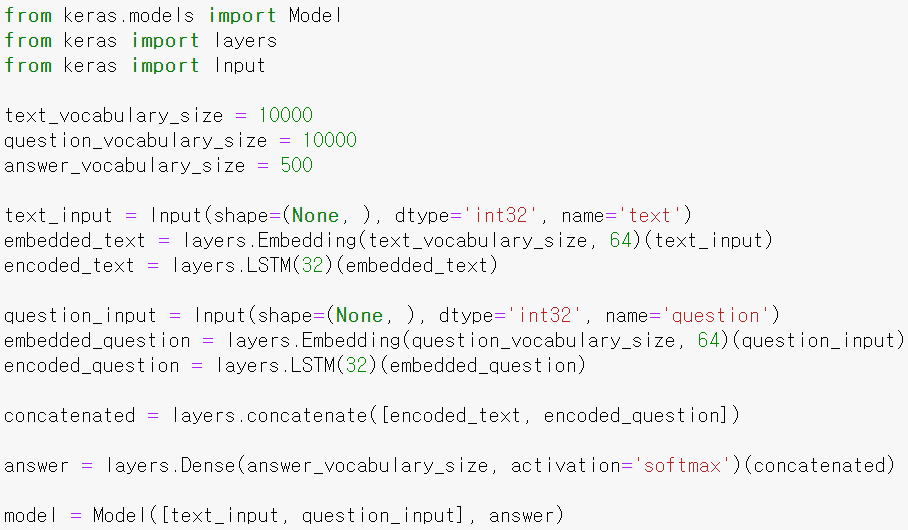 from keras.models import Model
from keras import layers
from keras import Input
text_vocabulary_size = 10000
question_vocabulary_size = 10000
answer_vocabulary_size = 500
text_input = Input(shape=(None, ), dtype='int32', name='text')
embedded_text = layers.Embedding(text_vocabulary_size, 64)(text_input)
encoded_text = layers.LSTM(32)(embedded_text)
question_input = Input(shape=(None, ), dtype='int32', name='question')
embedded_question = layers.Embedding(question_vocabulary_size, 64)(question_input)
encoded_question = layers.LSTM(32)(embedded_question)
concatenated = layers.concatenate([encoded_text, encoded_question])
answer = layers.Dense(answer_vocabulary_size, activation='softmax')(concatenated)
model = Model([text_input, question_input], answer)